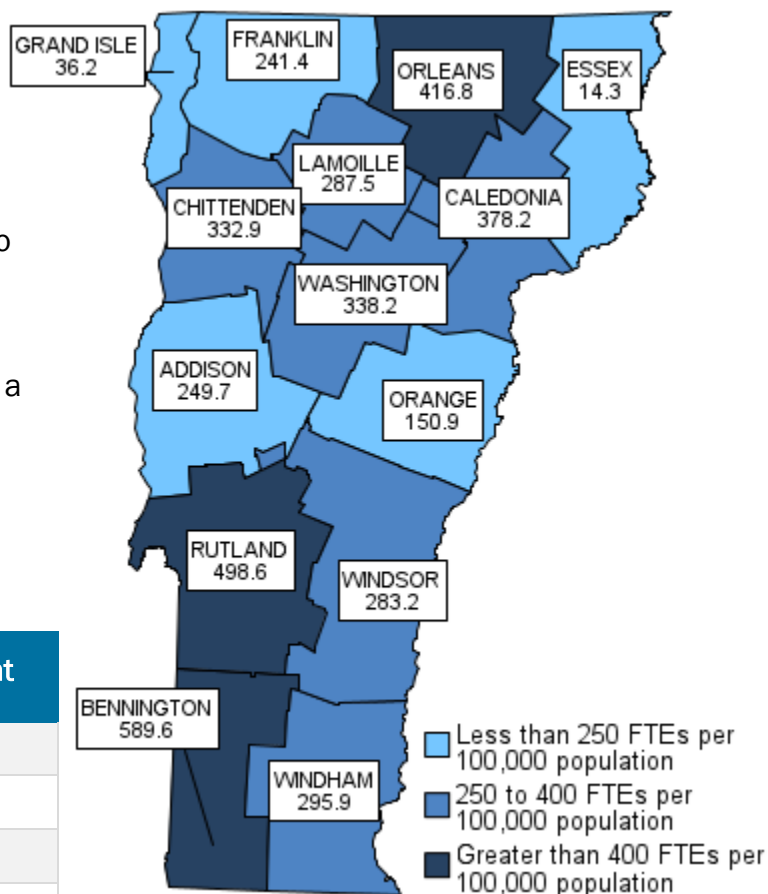 GRAND ISLE
36.2
FRANKLIN
241.4
ORLEANS
416.8
ESSEX
14.3
LAMOILLE
287.5
CHITTENDEN
332.9
CALEDONIA
378.2
WASHINGTON
338.2
ADDISON
249.7
ORANGE
150.9
RUTLAND
498.6
WINDSOR
283.2
BENNINGTON
589.6
WINDHAM
295.9
Less than 250 FTEs per
100,000 population
250 to 400 FTEs per
100,000 population
Greater than 400 FTEs per
100,000 population
a